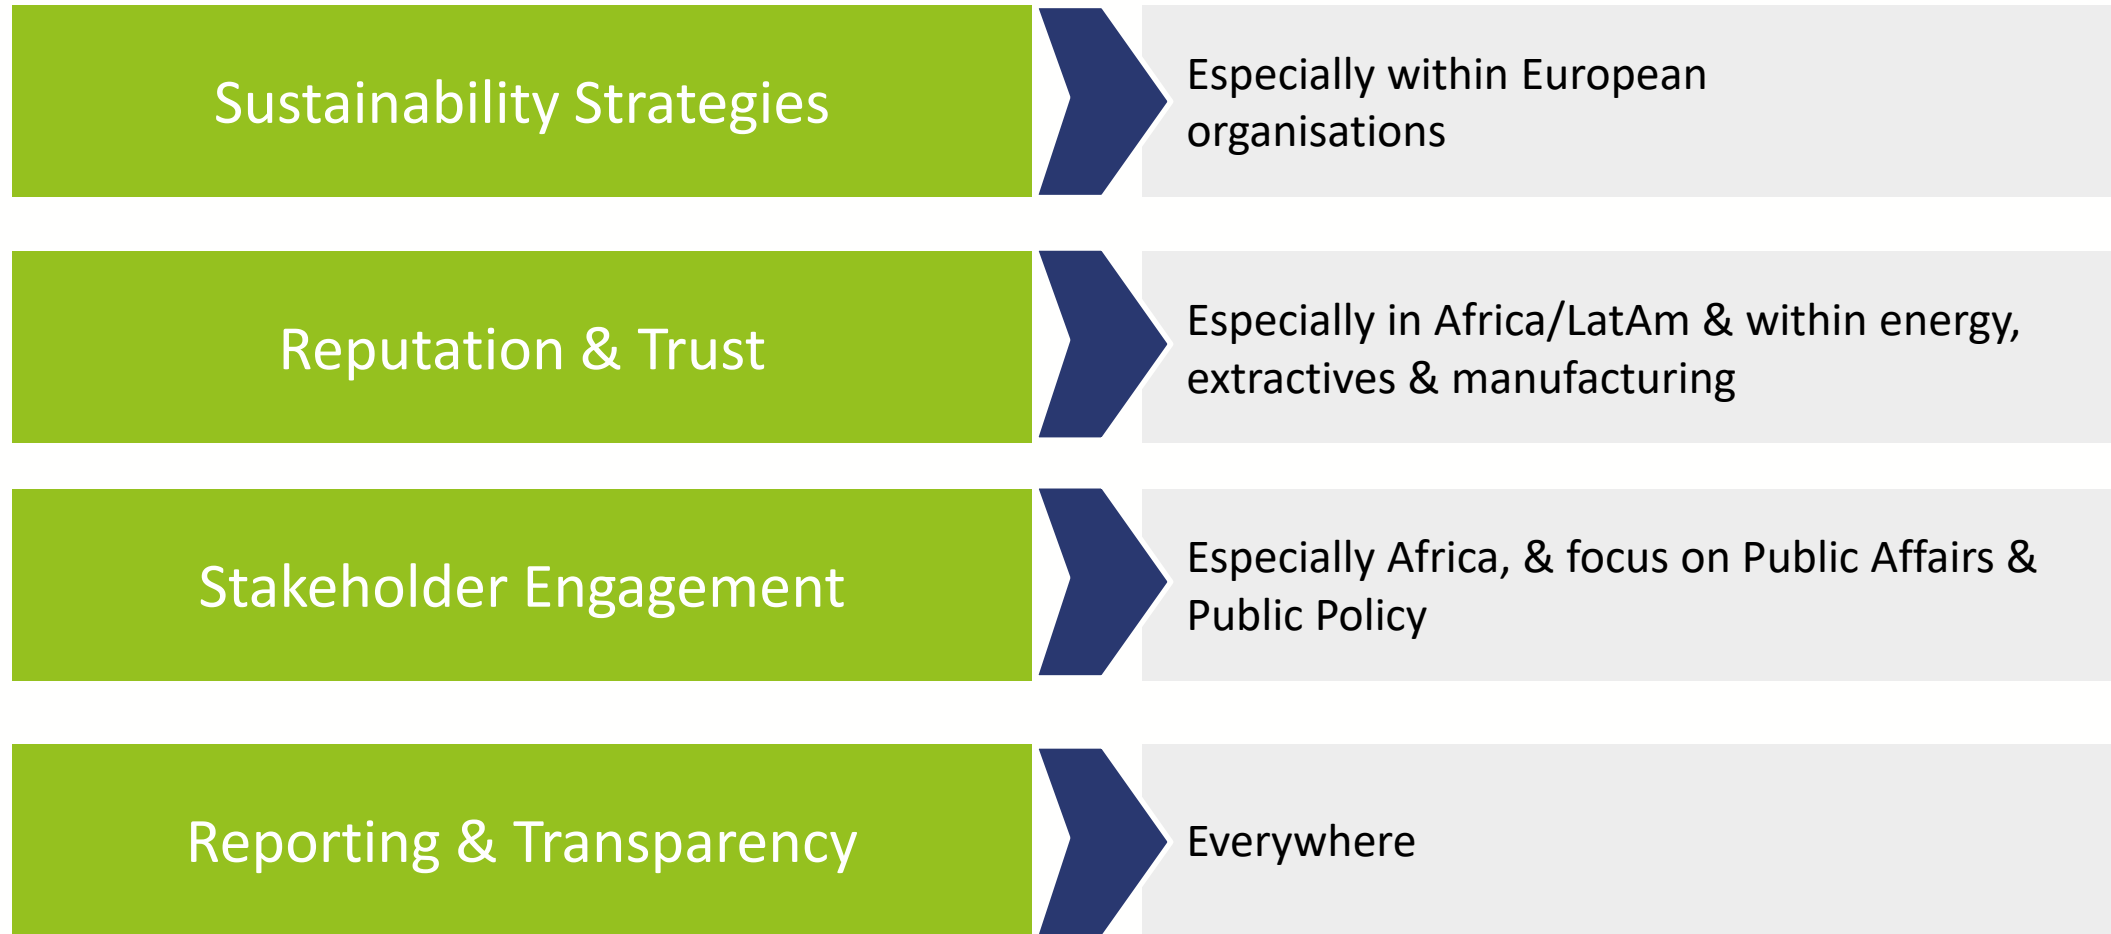 Sustainability Strategies
Especially within European
organisations
Reputation & Trust
Especially in Africa/LatAm & within energy,
extractives & manufacturing
Stakeholder Engagement
Especially Africa, & focus on Public Affairs &
Public Policy
Reporting & Transparency
Everywhere